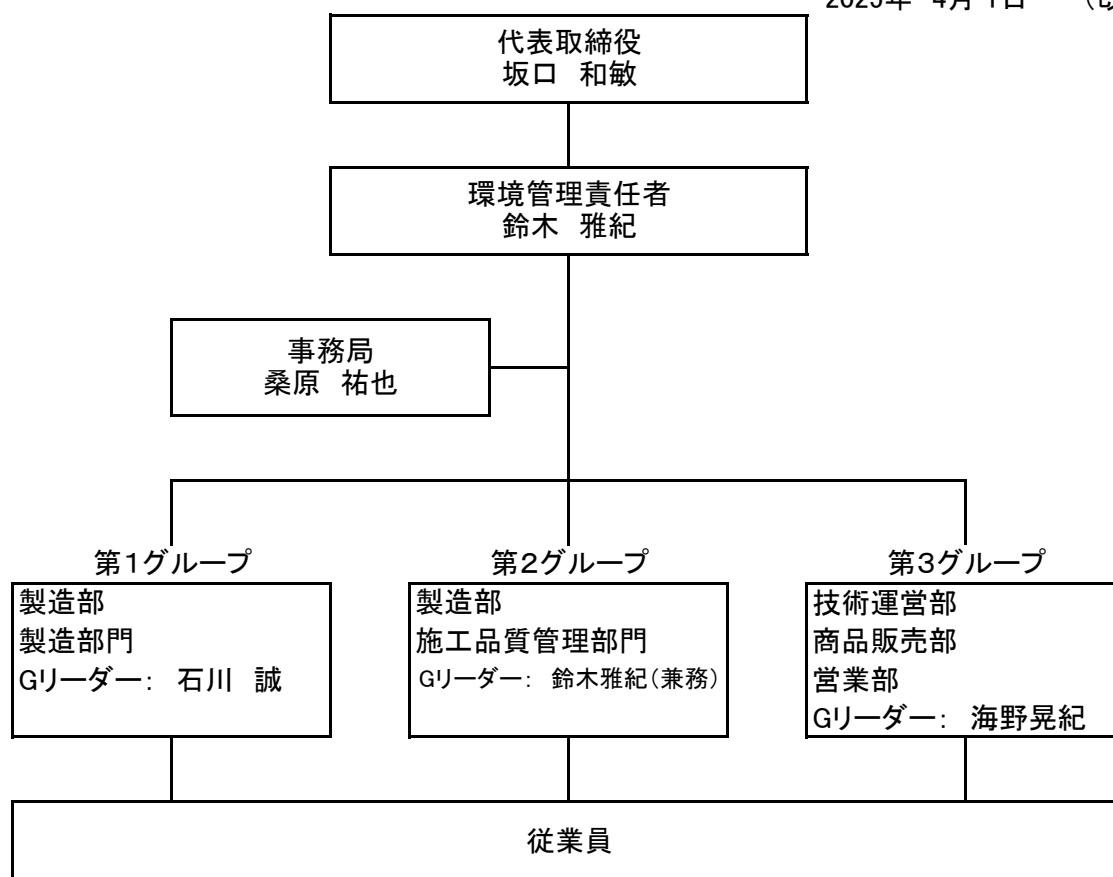 4月 1日
代表取締役
坂口 和敏
環境管理責任者
鈴木 雅紀
事務局
桑原 祐也
第1グループ
第2グループ
第3グループ
製造部
製造部門
Gリーダー: 石川 誠
製造部
施工品質管理部門
Gリーダー: 鈴木雅紀(兼務)
技術運営部
商品販売部
営業部
Gリーダー: 海野晃紀
従業員